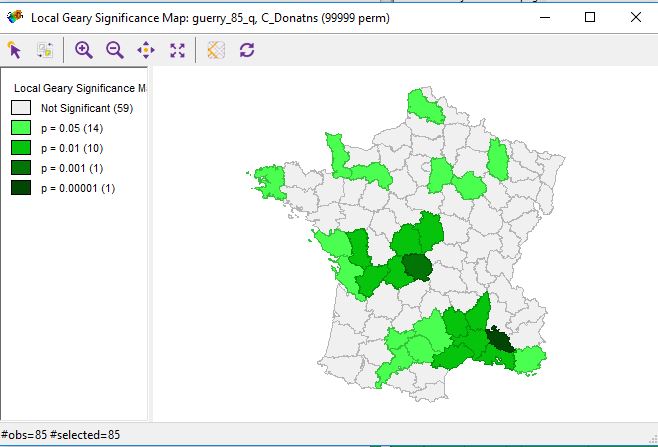 Local Geary Significance Map: guerry_85_q, C_Donatns (99999 perm)
Local Geary Significance M
Not Significant (59)
p = 0.05 (14)
p = 0.01 (10)
p = 0.001 (1)
p = 0.00001 (1)
#obs=85 #selected=85